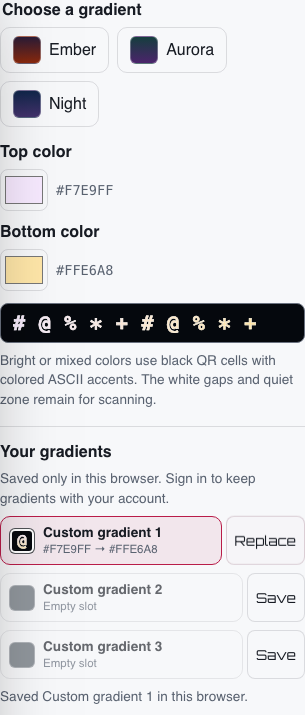 Choose a gradient
Ember
Aurora
Night
Top color
#F7E9FF
Bottom color
#FFE6A8
# @ % * + # @ % * +
Bright or mixed colors use black QR cells with
colored ASCII accents. The white gaps and quiet
zone remain for scanning.
Your gradients
Saved only in this browser. Sign in to keep
gradients with your account.
@
Custom gradient 1
#F7E9FF → #FFE6A8
Replace
Custom gradient 2
Empty slot
Save
Custom gradient 3
Empty slot
Save
Saved Custom gradient 1 in this browser.